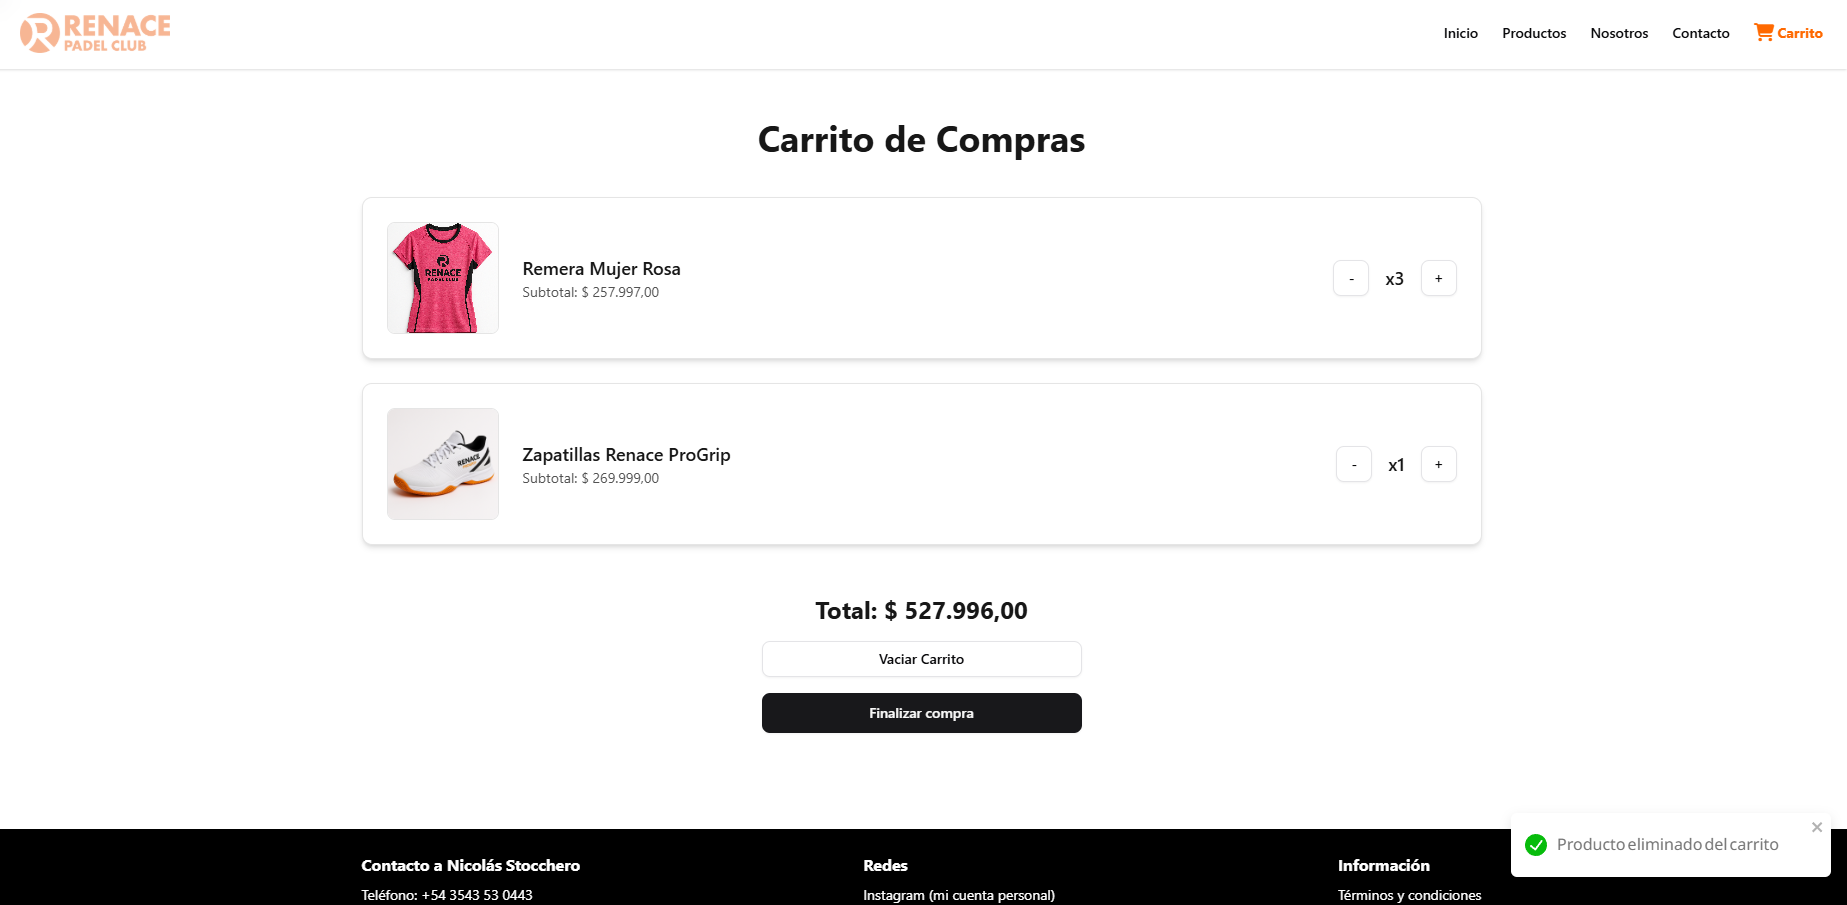 RENACE
PADEL CLUB
Inicio
Productos
Nosotros
Contacto
Carrito
Carrito de Compras
RENACE
PADEL CLUB
Remera Mujer Rosa
Subtotal: $ 257.997,00
-
x3
+
RENACE
Zapatillas Renace ProGrip
Subtotal: $ 269.999,00
-
x1
+
Total: $ 527.996,00
Vaciar Carrito
Finalizar compra
Producto eliminado del carrito
Contacto a Nicolás Stocchero
Teléfono: +54 3543 53 0443
Redes
Instagram (mi cuenta personal)
Información
Términos y condiciones